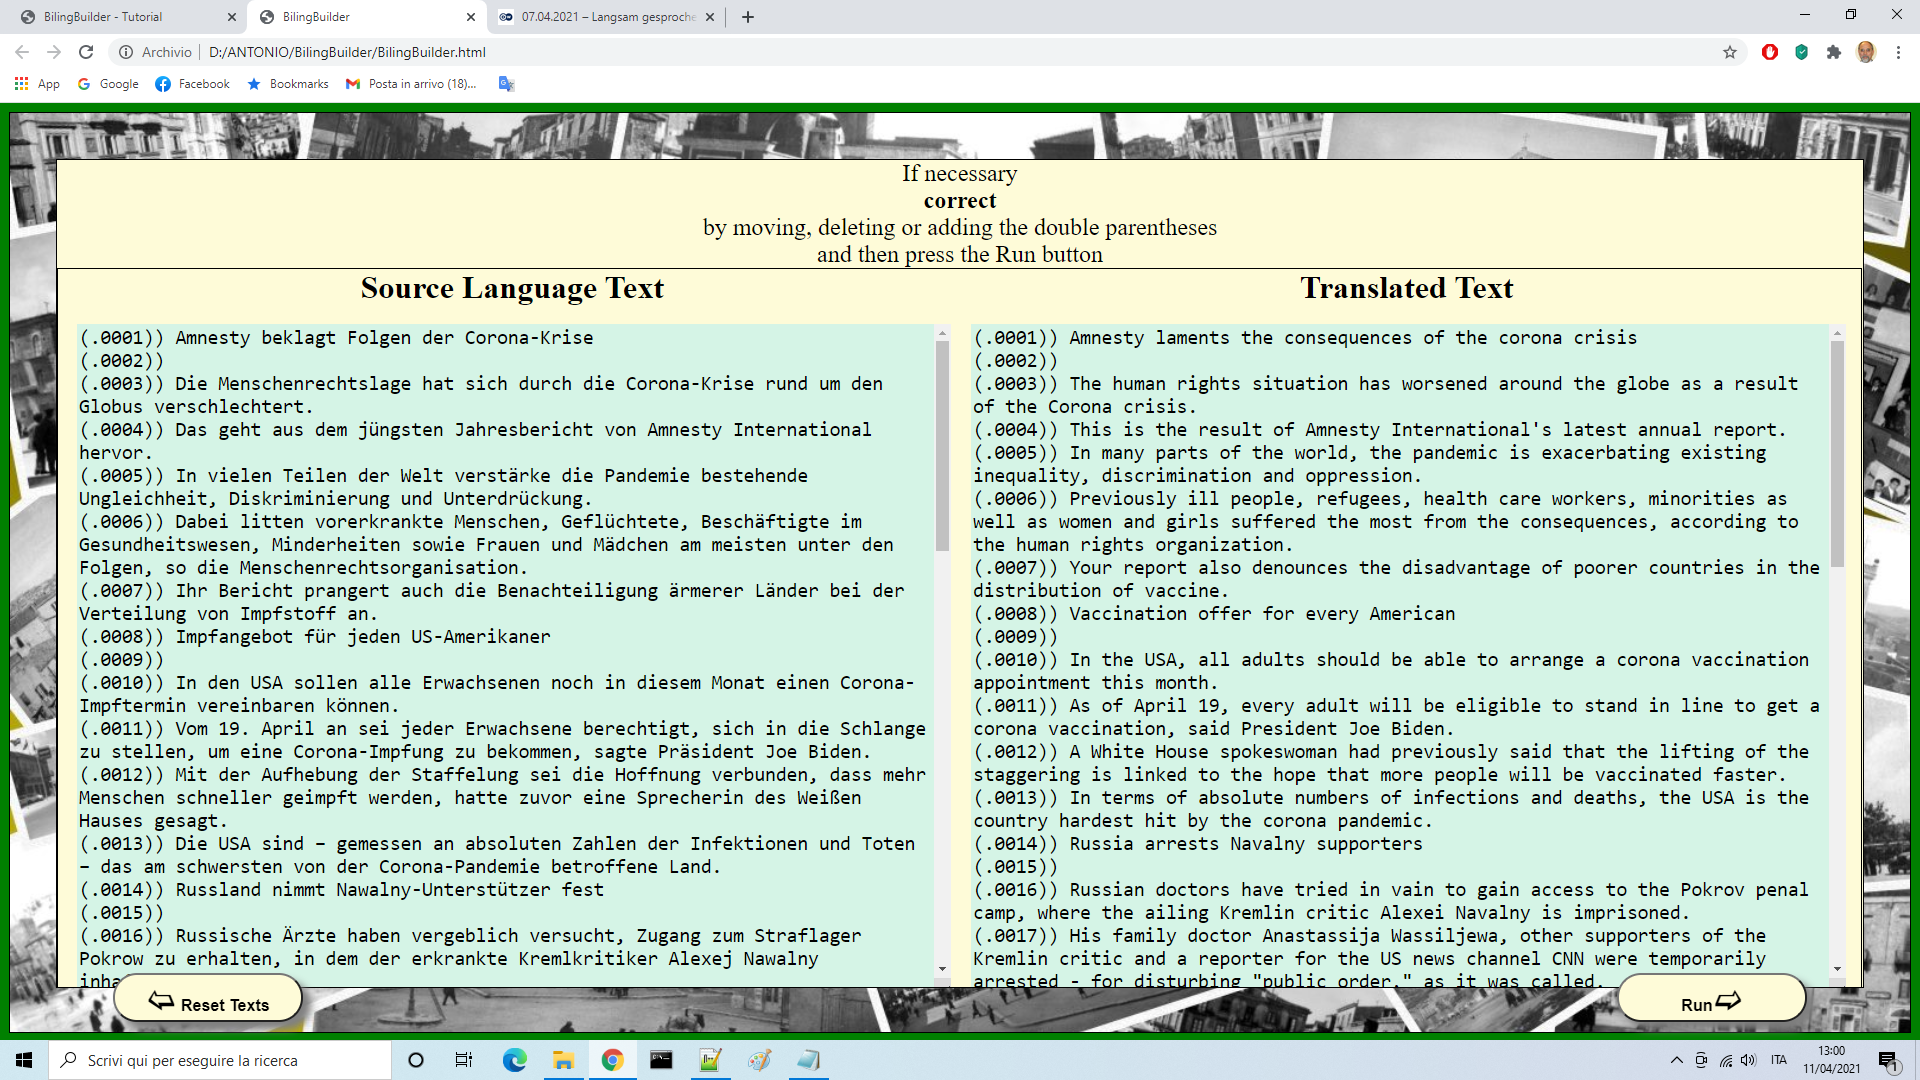 BilingBuilder - Tutorial
BilingBuilder
07.04.2021 – Langsam gesproche
Archivio
D:/ANTONIO/BilingBuilder/BilingBuilder.html
App
Google
Facebook
Bookmarks
Posta in arrivo (18)...
If necessary
correct
by moving, deleting or adding the double parentheses
and then press the Run button
Source Language Text
(.0001)) Amnesty beklagt Folgen der Corona-Krise
(.0002))
(.0003)) Die Menschenrechtslage hat sich durch die Corona-Krise rund um den
Globus verschlechtert.
(.0004)) Das geht aus dem jüngsten Jahresbericht von Amnesty International
hervor.
(.0005)) In vielen Teilen der Welt verstärke die Pandemie bestehende
Ungleichheit, Diskriminierung und Unterdrückung.
(.0006)) Dabei litten vorerkrankte Menschen, Geflüchtete, Beschäftigte im
Gesundheitswesen, Minderheiten sowie Frauen und Mädchen am meisten unter den
Folgen, so die Menschenrechtsorganisation.
(.0007)) Ihr Bericht prangert auch die Benachteiligung ärmerer Länder bei der
Verteilung von Impfstoff an.
(.0008)) Impfangebot für jeden US-Amerikaner
(.0009))
(.0010)) In den USA sollen alle Erwachsenen noch in diesem Monat einen Corona-
Impftermin vereinbaren können.
(.0011)) Vom 19. April an sei jeder Erwachsene berechtigt, sich in die Schlange
zu stellen, um eine Corona-Impfung zu bekommen, sagte Präsident Joe Biden.
(.0012)) Mit der Aufhebung der Staffelung sei die Hoffnung verbunden, dass mehr
Menschen schneller geimpft werden, hatte zuvor eine Sprecherin des Weißen
Hauses gesagt.
(.0013)) Die USA sind – gemessen an absoluten Zahlen der Infektionen und Toten
– das am schwersten von der Corona-Pandemie betroffene Land.
(.0014)) Russland nimmt Nawalny-Unterstützer fest
(.0015))
(.0016)) Russische Ärzte haben vergeblich versucht, Zugang zum Straflager
Pokrow zu erhalten, in dem der erkrankte Kremlkritiker Alexej Nawalny
Translated Text
(.0001)) Amnesty laments the consequences of the corona crisis
(.0002))
(.0003)) The human rights situation has worsened around the globe as a result
of the Corona crisis.
(.0004)) This is the result of Amnesty International's latest annual report.
(.0005)) In many parts of the world, the pandemic is exacerbating existing
inequality, discrimination and oppression.
(.0006)) Previously ill people, refugees, health care workers, minorities as
well as women and girls suffered the most from the consequences, according to
the human rights organization.
(.0007)) Your report also denounces the disadvantage of poorer countries in the
distribution of vaccine.
(.0008)) Vaccination offer for every American
(.0009))
(.0010)) In the USA, all adults should be able to arrange a corona vaccination
appointment this month.
(.0011)) As of April 19, every adult will be eligible to stand in line to get a
corona vaccination, said President Joe Biden.
(.0012)) A White House spokeswoman had previously said that the lifting of the
staggering is linked to the hope that more people will be vaccinated faster.
(.0013)) In terms of absolute numbers of infections and deaths, the USA is the
country hardest hit by the corona pandemic.
(.0014)) Russia arrests Navalny supporters
(.0015))
(.0016)) Russian doctors have tried in vain to gain access to the Pokrov penal
camp, where the ailing Kremlin critic Alexei Navalny is imprisoned.
(.0017)) His family doctor Anastassija Wassiljewa, other supporters of the
Kremlin critic and a reporter for the US news channel CNN were temporarily
arrested - for disturbing "public order," as it was called.
Reset Texts
Run
Scrivi qui per eseguire la ricerca
ITA
13:00
11/04/2021
1